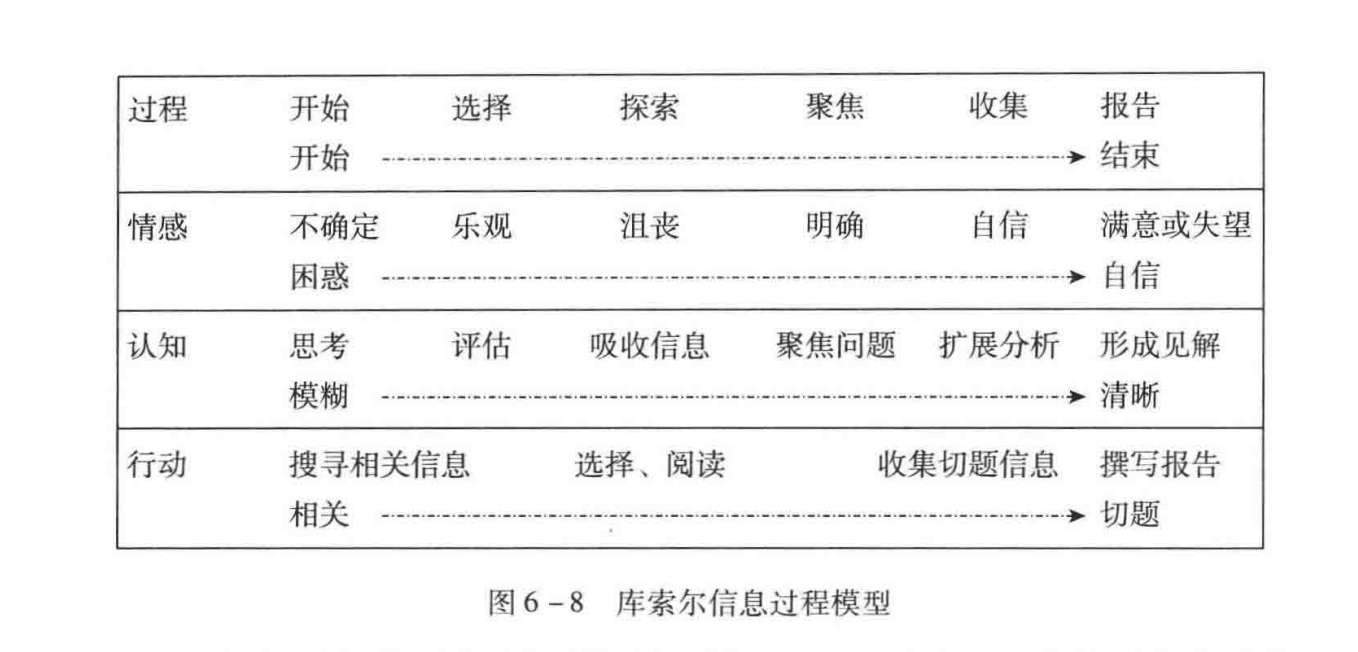 过程 开始 选择 探索 聚焦 收集 报告
开始 结束
情感 不确定 乐观 沮丧 明确 自信 满意或失望
困惑 自信
认知 思考 评估 吸收信息 聚焦问题 扩展分析 形成见解
模糊 清晰
行动 搜寻相关信息 选择、阅读 收集切题信息 撰写报告
相关 切题
图6-8 库索尔信息过程模型